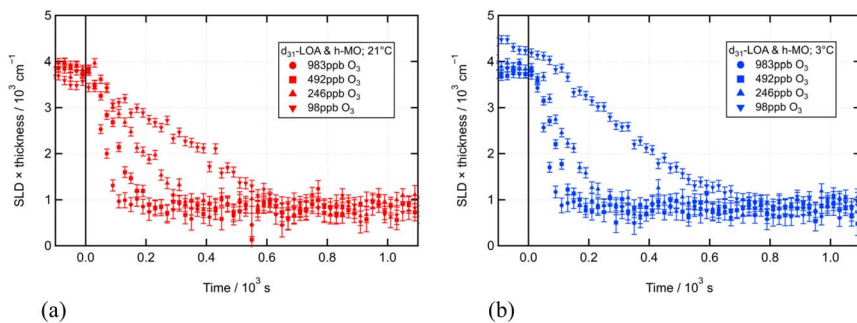 5
4
3
2
1
0
SLD × thickness / 10³ cm⁻¹
d₃₁-LOA & h-MO; 21°C
983ppb O₃
492ppb O₃
246ppb O₃
98ppb O₃
0.0 0.2 0.4 0.6 0.8 1.0
Time / 10³ s
(a)
5
4
3
2
1
0
SLD × thickness / 10³ cm⁻¹
d₃₁-LOA & h-MO; 3°C
983ppb O₃
492ppb O₃
246ppb O₃
98ppb O₃
0.0 0.2 0.4 0.6 0.8 1.0
Time / 10³ s
(b)